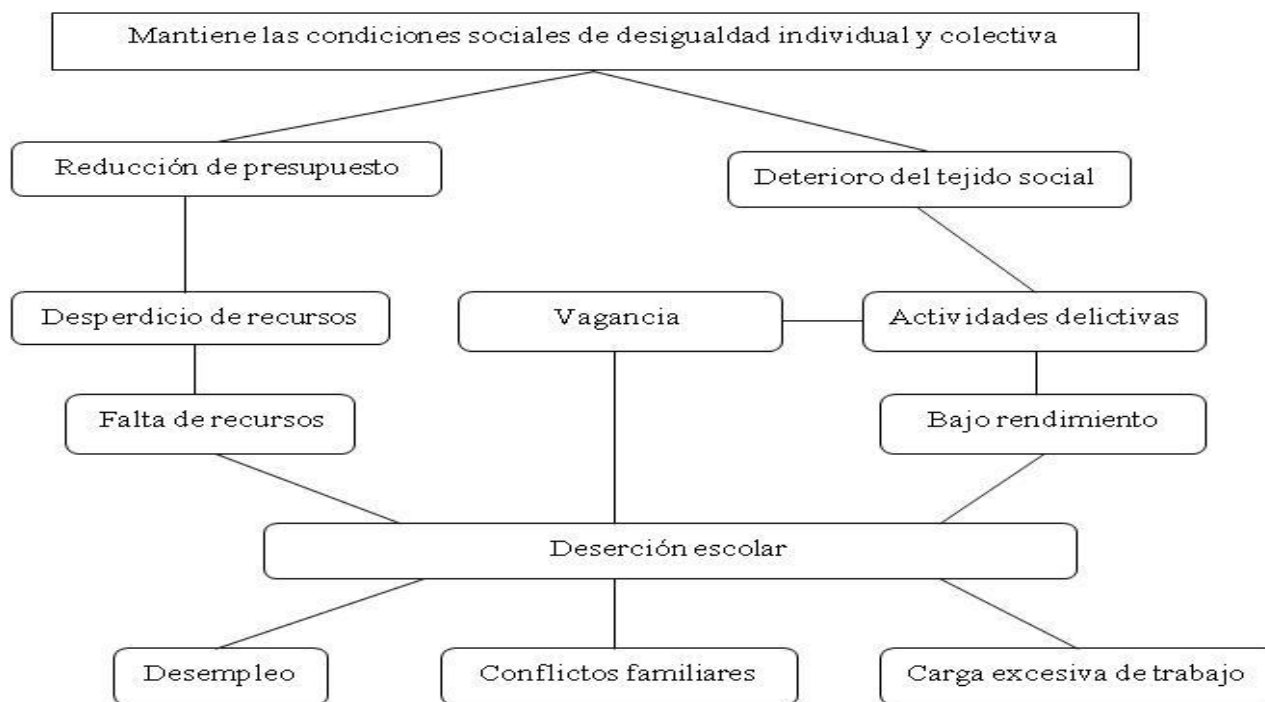 Mantiene las condiciones sociales de desigualdad individual y colectiva
Reducción de presupuesto
Deterioro del tejido social
Desperdicio de recursos
Vagancia
Actividades delictivas
Falta de recursos
Bajo rendimiento
Deserción escolar
Desempleo
Conflictos familiares
Carga excesiva de trabajo